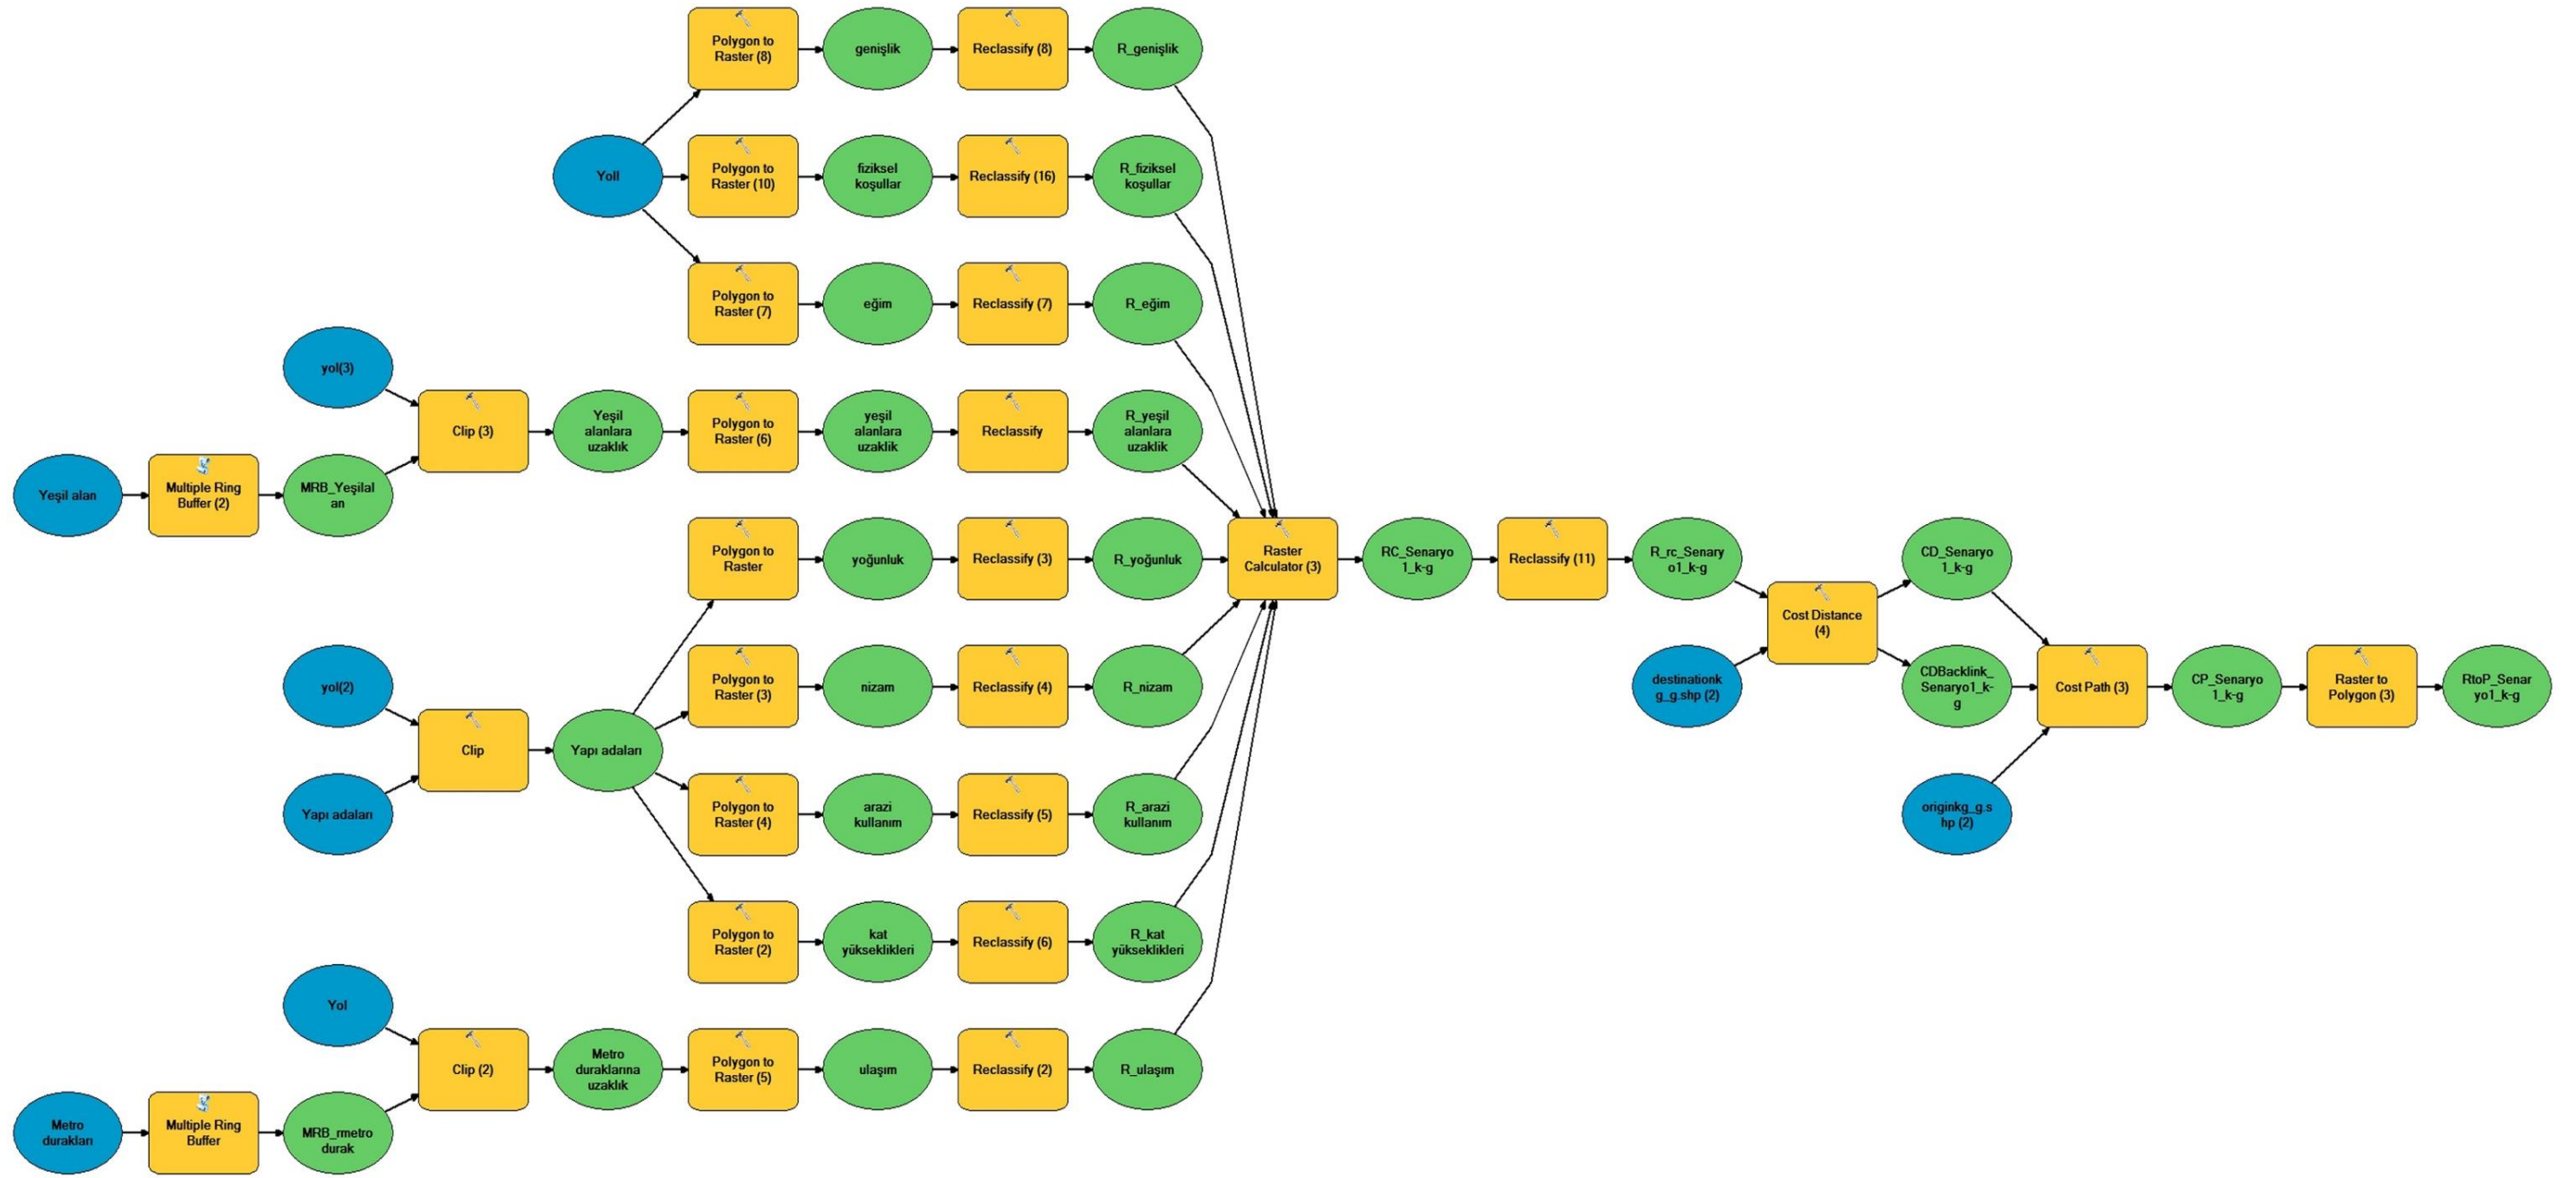 Polygon to
Raster (8)
genişlik
Reclassify (8)
R_genişlik
Yoll
Polygon to
Raster (10)
fiziksel
koşullar
Reclassify (16)
R_fiziksel
koşullar
Polygon to
Raster (7)
eğim
Reclassify (7)
R_eğim
yol(3)
Clip (3)
Yeşil
alanlara
uzaklık
Polygon to
Raster (6)
yeşil
alanlara
uzaklik
Reclassify
R_yeşil
alanlara
uzaklik
Yeşil alan
Multiple Ring
Buffer (2)
MRB_Yeşilal
an
Polygon to
Raster
yoğunluk
Reclassify (3)
R_yoğunluk
Raster
Calculator (3)
RC_Senaryo
1_k-g
Reclassify (11)
R_rc_Senary
o1_k-g
CD_Senaryo
1_k-g
Cost Distance
(4)
yol(2)
Polygon to
Raster (3)
nizam
Reclassify (4)
R_nizam
destinationk
g_g.shp (2)
CDBacklink_
Senaryo1_k-
g
Cost Path (3)
CP_Senaryo
1_k-g
Raster to
Polygon (3)
RtoP_Senar
yo1_k-g
Clip
Yapı adaları
Yapı adaları
Polygon to
Raster (4)
arazi
kullanım
Reclassify (5)
R_arazi
kullanım
originkg_g.s
hp (2)
Polygon to
Raster (2)
kat
yükseklikleri
Reclassify (6)
R_kat
yükseklikleri
Yol
Clip (2)
Metro
duraklarına
uzaklık
Polygon to
Raster (5)
ulaşım
Reclassify (2)
R_ulaşım
Metro
durakları
Multiple Ring
Buffer
MRB_rmetro
durak